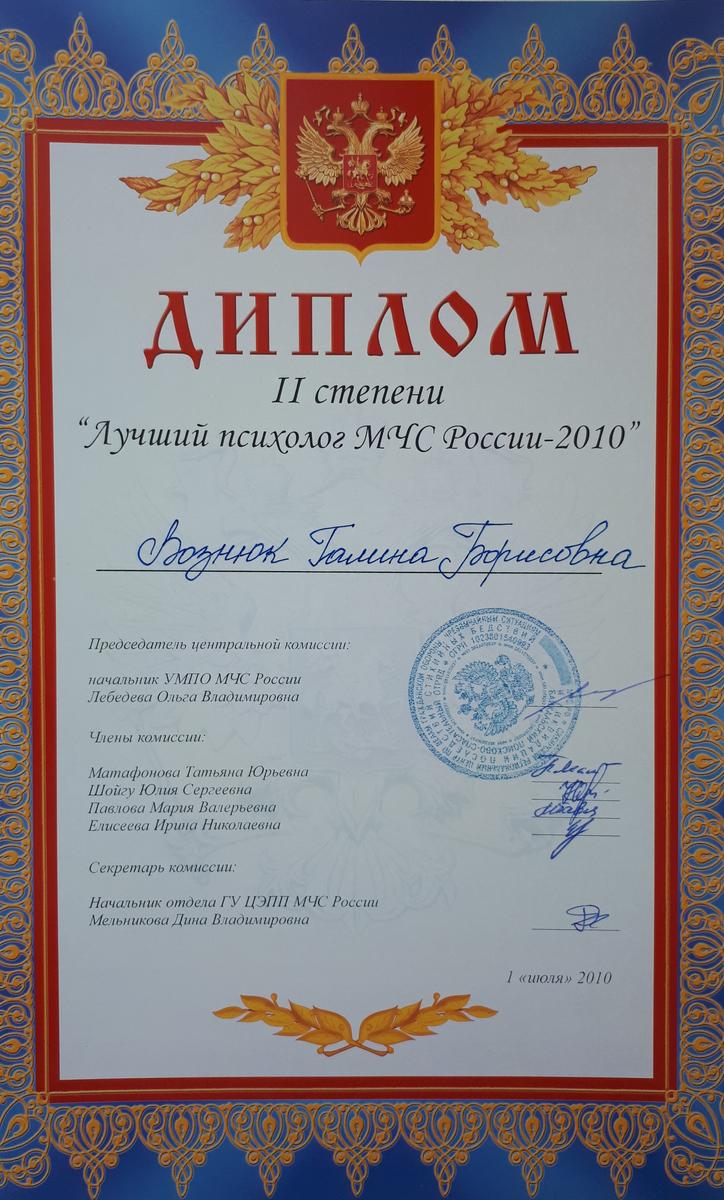 ДИПЛОМ
II степени
“Лучший психолог МЧС России-2010”
Вознюк Галина Борисовна
Председатель центральной комиссии:
начальник УМПО МЧС России
Лебедева Ольга Владимировна
Члены комиссии:
Матафонова Татьяна Юрьевна
Шойгу Юлия Сергеевна
Павлова Мария Валерьевна
Елисеева Ирина Николаевна
Секретарь комиссии:
Начальник отдела ГУ ЦЭПП МЧС России
Мельникова Дина Владимировна
1 «июля» 2010